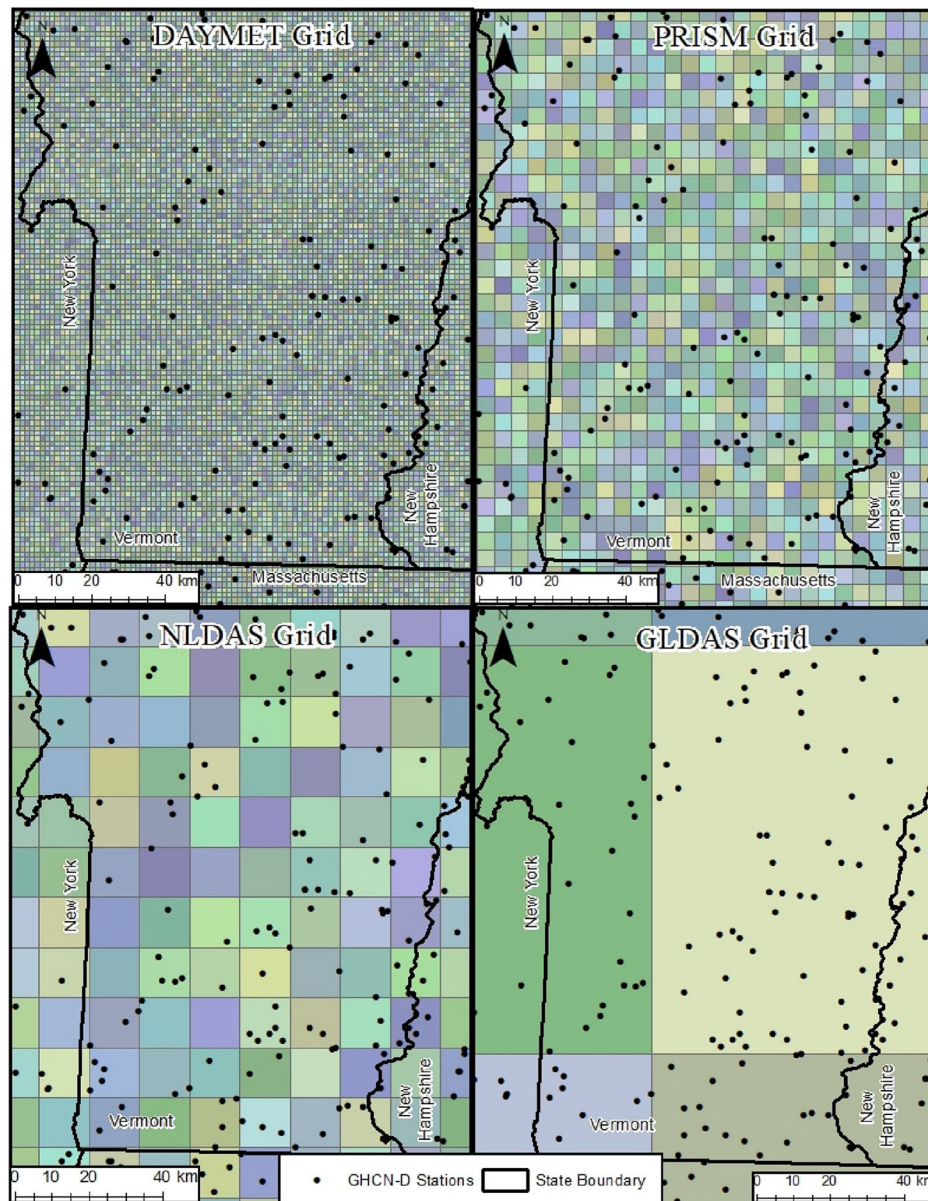 DAYMET Grid
N
New York
Vermont
New
Hampshire
Massachusetts
0 10 20 40 km
PRISM Grid
N
New York
Vermont
New
Hampshire
Massachusetts
0 10 20 40 km
NLDAS Grid
N
New York
Vermont
New
Hampshire
0 10 20 40 km
GLDAS Grid
N
New York
Vermont
New
Hampshire
0 10 20 40 km
GHCN-D Stations State Boundary